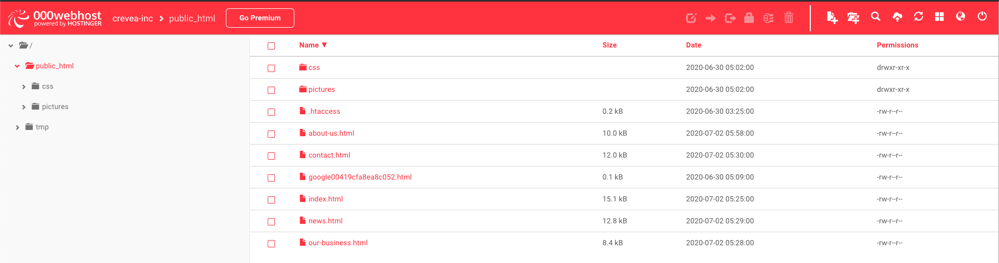 000webhost
powered by HOSTINGER
crevea-inc > public_html
Go Premium
/
public_html
css
pictures
tmp
Name ▼ Size Date Permissions
css 2020-06-30 05:02:00 drwxr-xr-x
pictures 2020-06-30 05:02:00 drwxr-xr-x
.htaccess 0.2 kB 2020-06-30 03:25:00 -rw-r--r--
about-us.html 10.0 kB 2020-07-02 05:58:00 -rw-r--r--
contact.html 12.0 kB 2020-07-02 05:30:00 -rw-r--r--
google00419cfa8ea8c052.html 0.1 kB 2020-06-30 05:09:00 -rw-r--r--
index.html 15.1 kB 2020-07-02 05:25:00 -rw-r--r--
news.html 12.8 kB 2020-07-02 05:29:00 -rw-r--r--
our-business.html 8.4 kB 2020-07-02 05:28:00 -rw-r--r--